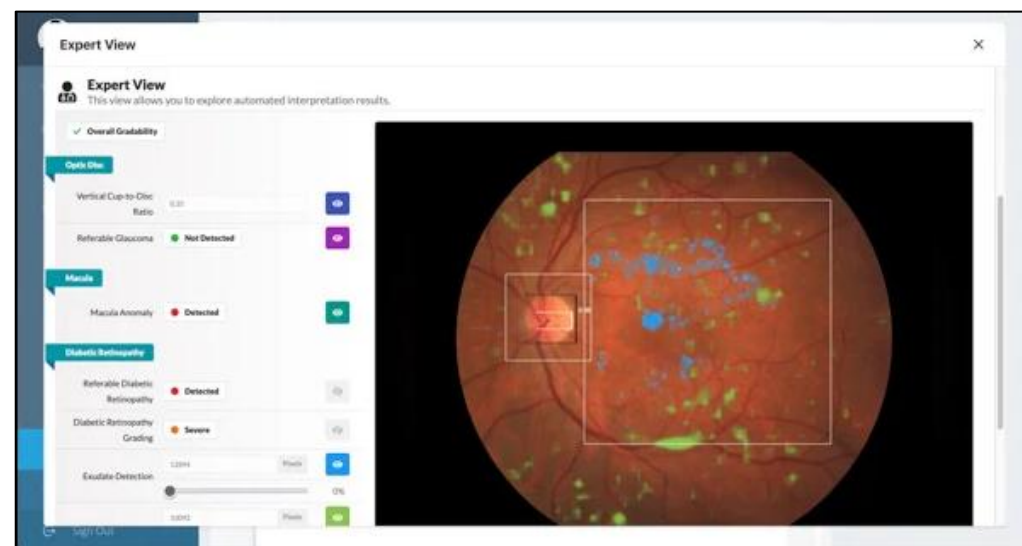 Expert View
Expert View
This view allows you to explore automated interpretation results.
Overall Gradability
Optic Disc
Vertical Cup-to-Disc
Ratio
Referable Glaucoma
Not Detected
Macula
Macula Anomaly
Detected
Diabetic Retinopathy
Referable Diabetic
Retinopathy
Detected
Diabetic Retinopathy
Grading
Severe
Exudate Detection
Pixels
0%
Pixels
Sign Out